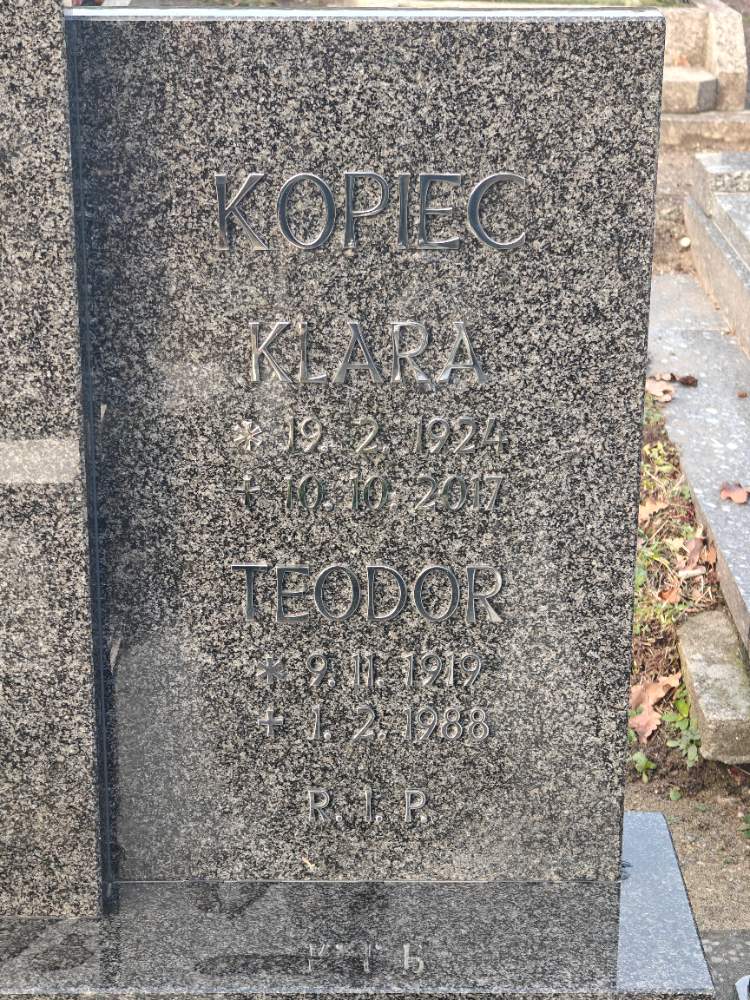 KOPIEC
KLARA
* 19. 2. 1924
+ 10. 10. 2017
TEODOR
* 9. 11. 1919
+ 1. 2. 1988
R. I. P.